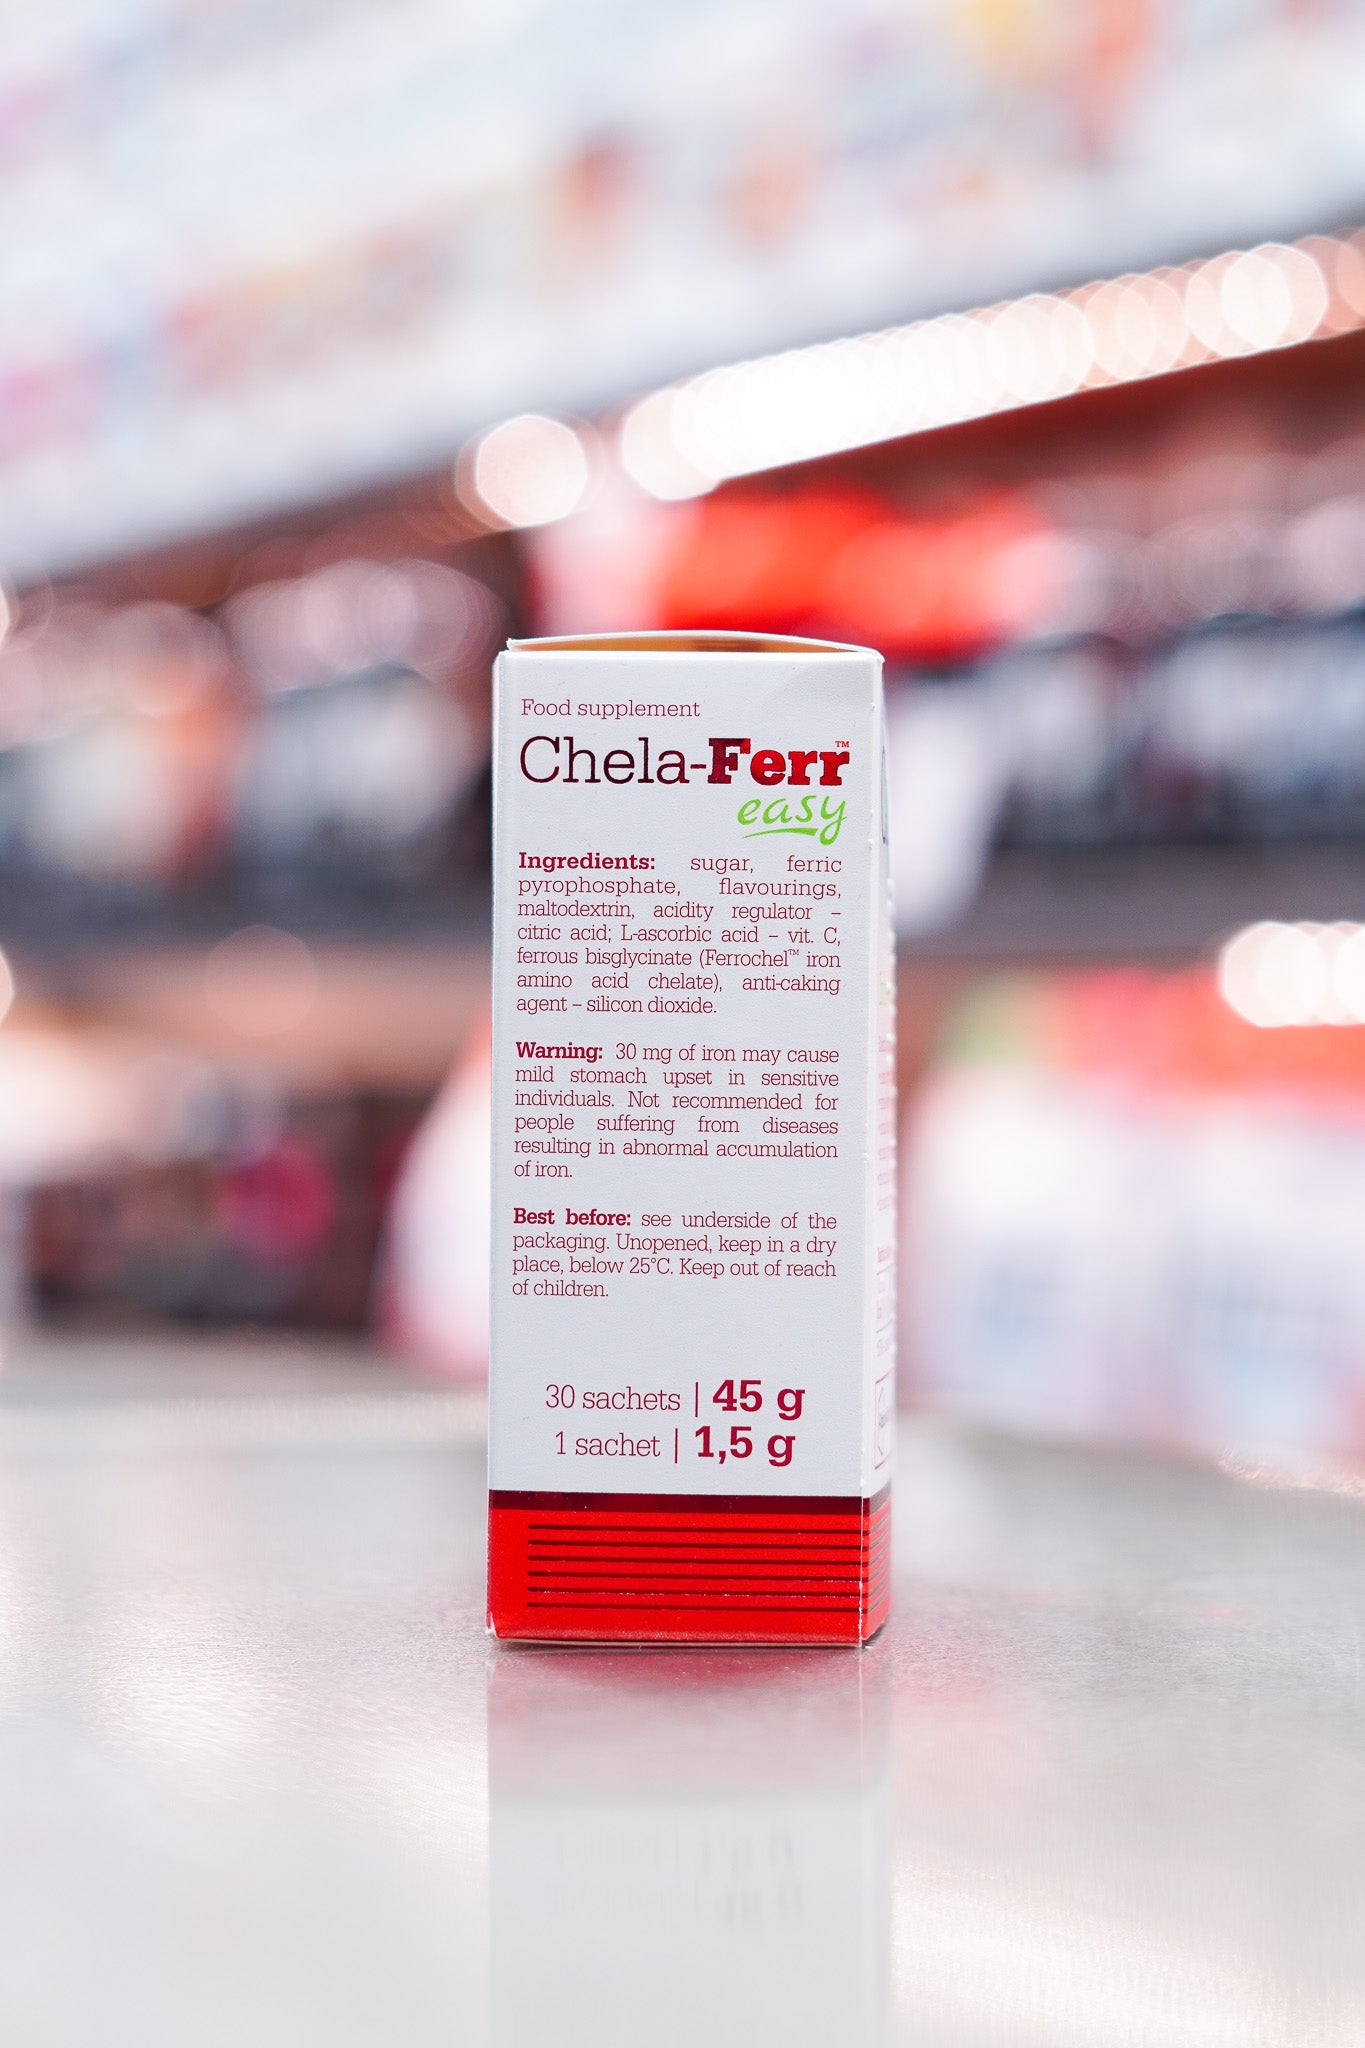 Food supplement
Chela-Ferr™
easy
Ingredients: sugar, ferric
pyrophosphate, flavourings,
maltodextrin, acidity regulator –
citric acid; L-ascorbic acid – vit. C,
ferrous bisglycinate (Ferrochel™ iron
amino acid chelate), anti-caking
agent – silicon dioxide.
Warning: 30 mg of iron may cause
mild stomach upset in sensitive
individuals. Not recommended for
people suffering from diseases
resulting in abnormal accumulation
of iron.
Best before: see underside of the
packaging. Unopened, keep in a dry
place, below 25°C. Keep out of reach
of children.
30 sachets | 45 g
1 sachet | 1,5 g